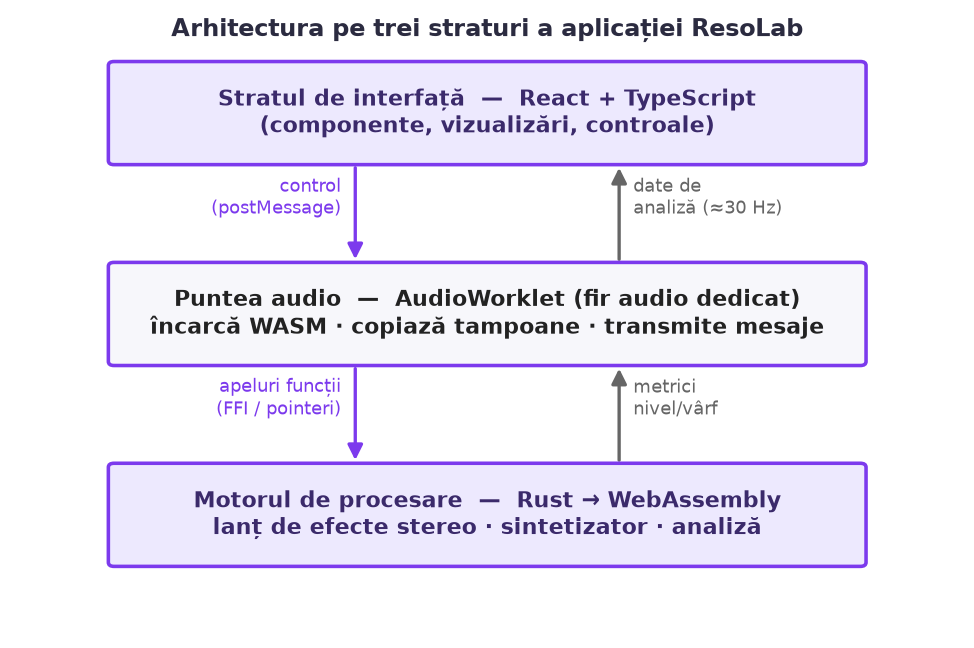 Arhitectura pe trei straturi a aplicației ResoLab
Stratul de interfață — React + TypeScript
(componente, vizualizări, controale)
control
(postMessage)
date de
analiză (≈30 Hz)
Puntea audio — AudioWorklet (fir audio dedicat)
încarcă WASM · copiază tampoane · transmite mesaje
apeluri funcții
(FFI / pointeri)
metrici
nivel/vârf
Motorul de procesare — Rust → WebAssembly
lanț de efecte stereo · sintetizator · analiză